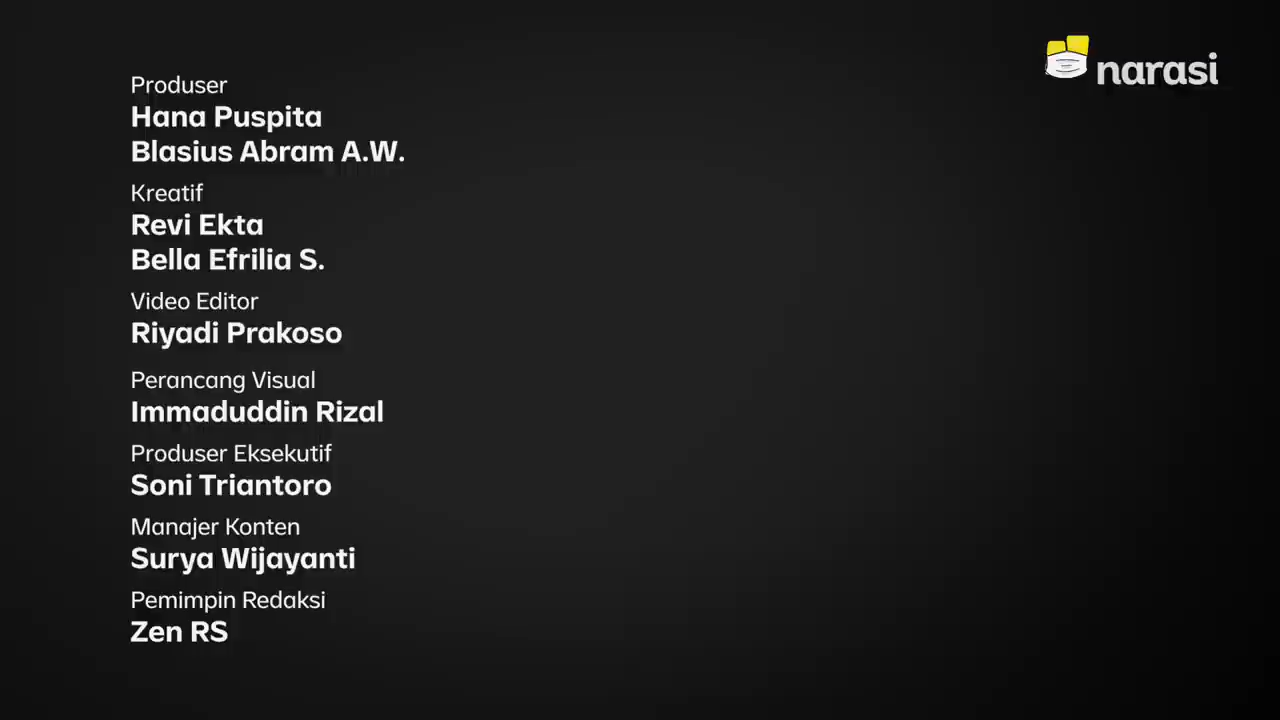 narasi
Produser
Hana Puspita
Blasius Abram A.W.
Kreatif
Revi Ekta
Bella Efrilia S.
Video Editor
Riyadi Prakoso
Perancang Visual
Immaduddin Rizal
Produser Eksekutif
Soni Triantoro
Manajer Konten
Surya Wijayanti
Pemimpin Redaksi
Zen RS